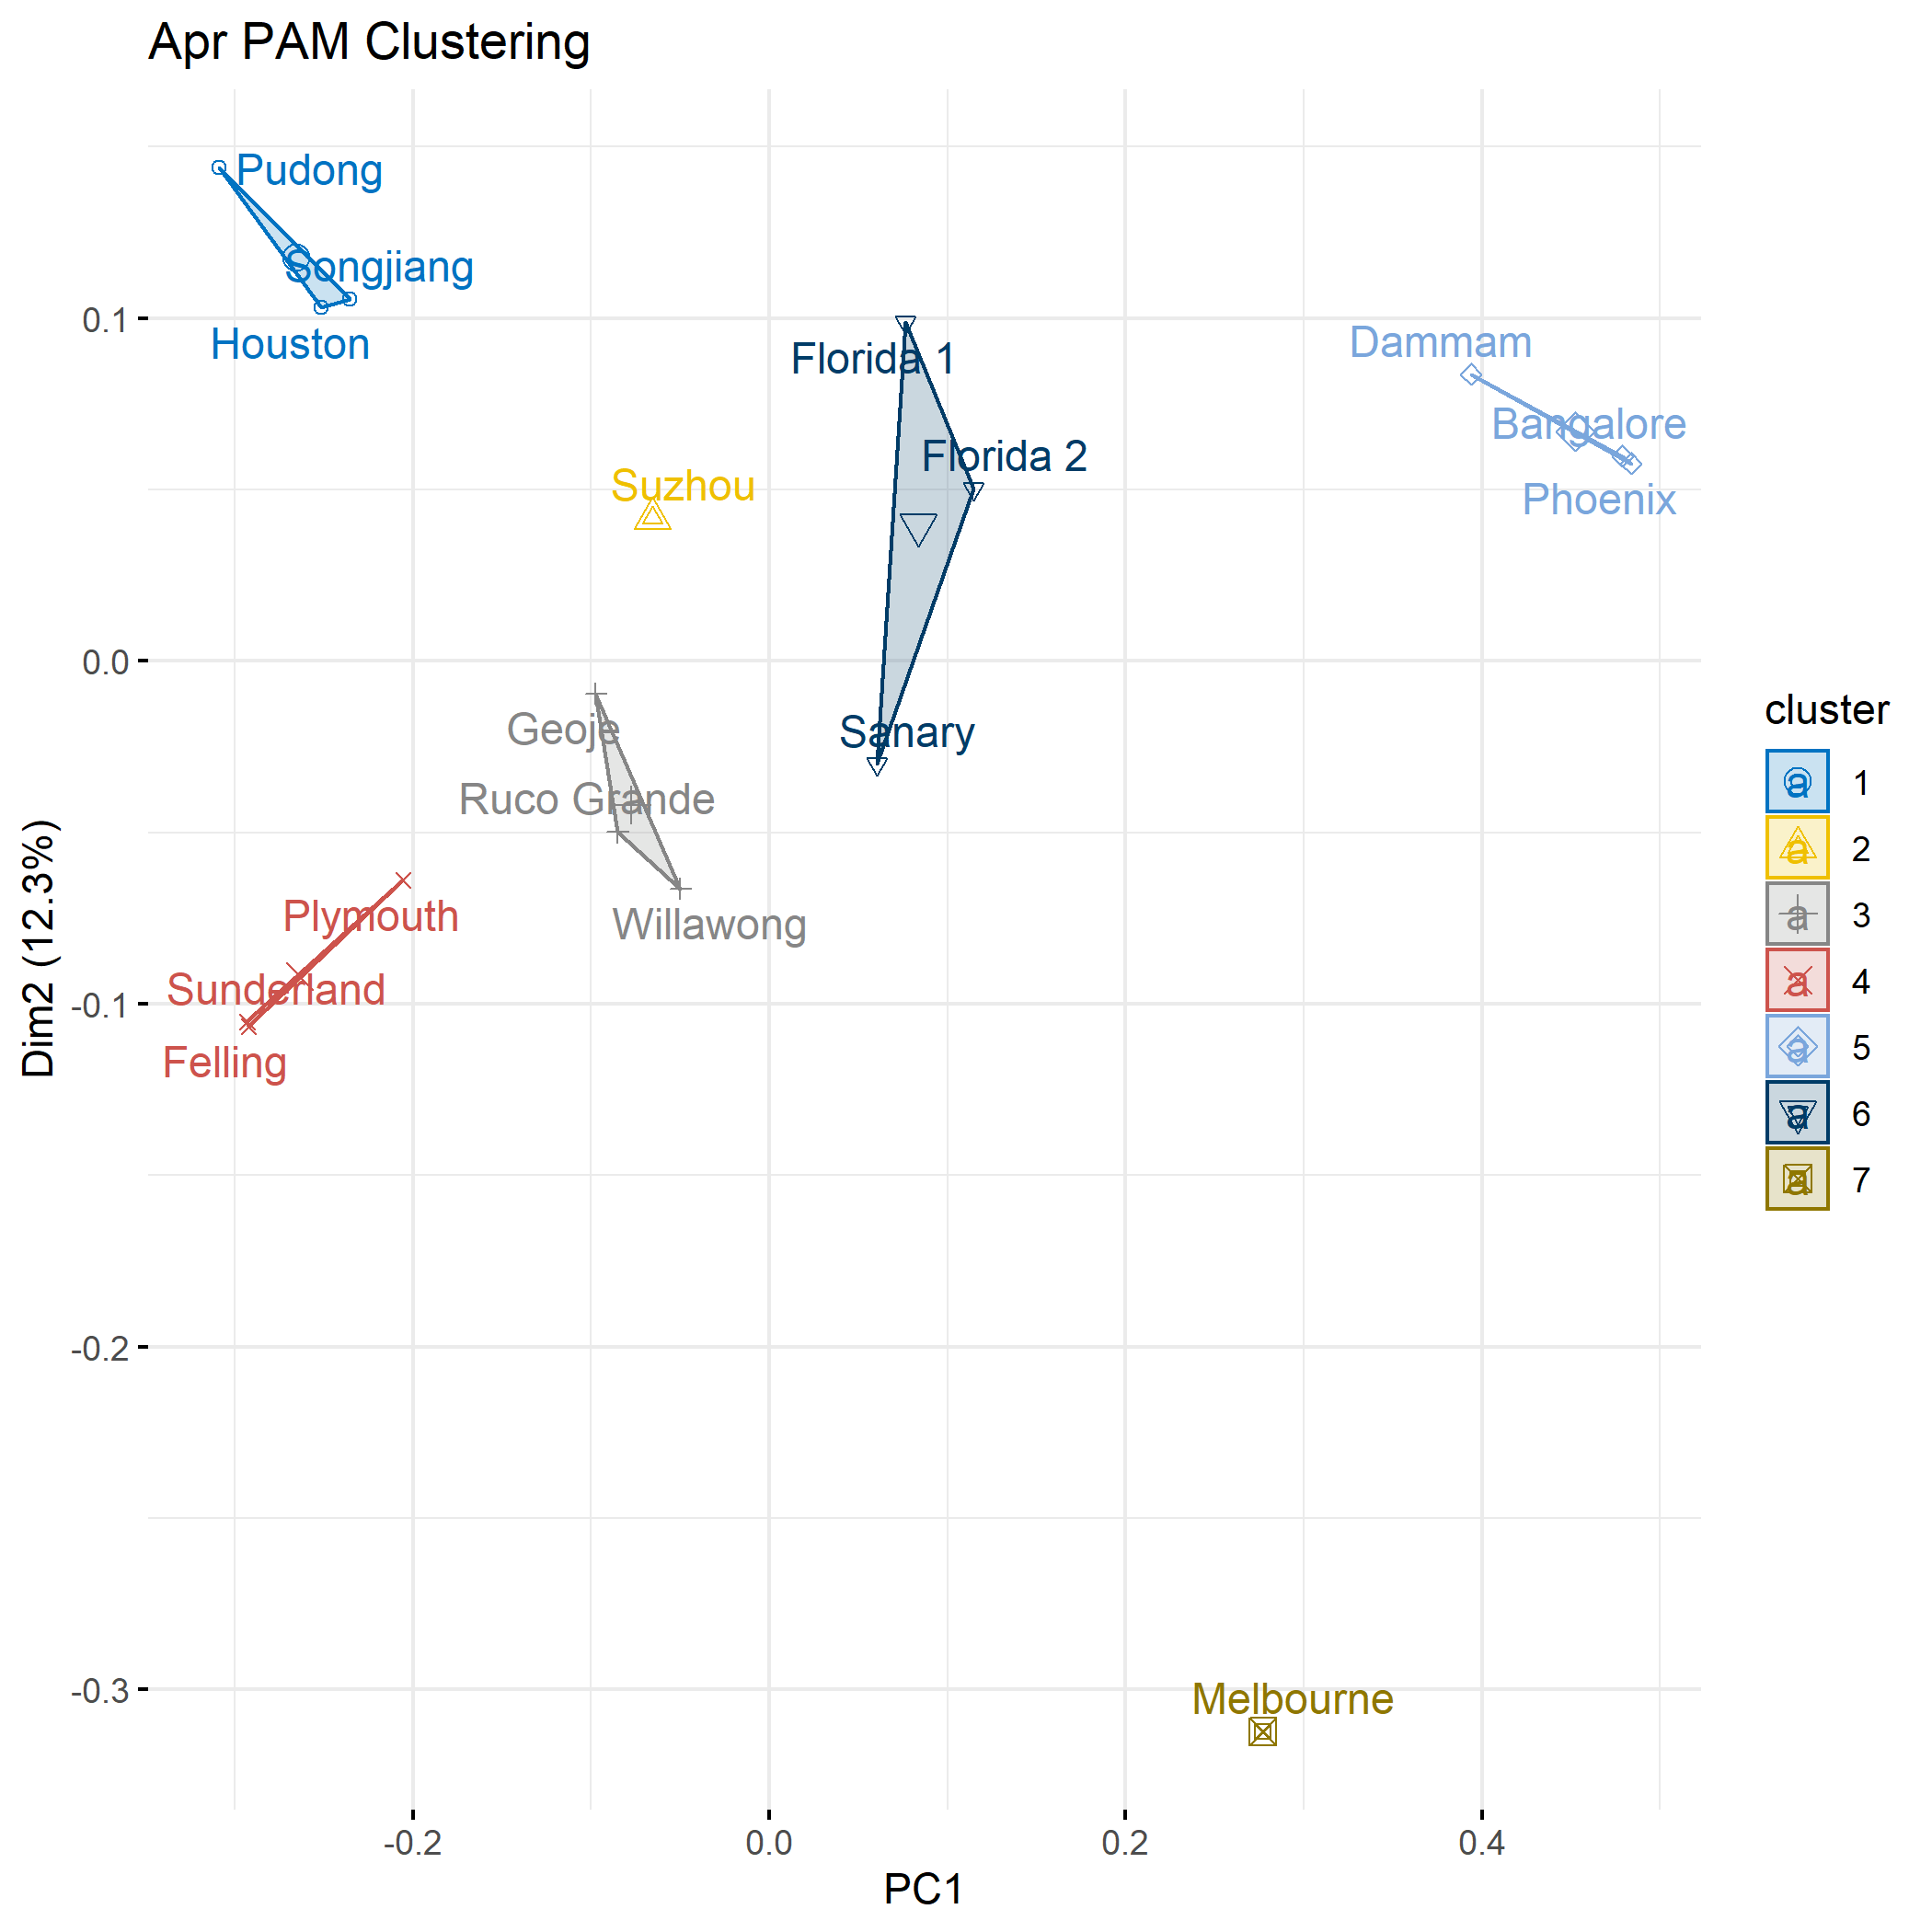 Apr PAM Clustering
Pudong
Songjiang
Houston
Florida 1
Dammam
Bangalore
Florida 2
Suzhou
Phoenix
Geoje
Sanary
Ruco Grande
Plymouth
Willawong
Sunderland
Felling
Melbourne
0.1
0.0
-0.1
-0.2
-0.3
Dim2 (12.3%)
-0.2
0.0
0.2
0.4
PC1
cluster
a 1
a 2
a 3
a 4
a 5
a 6
a 7